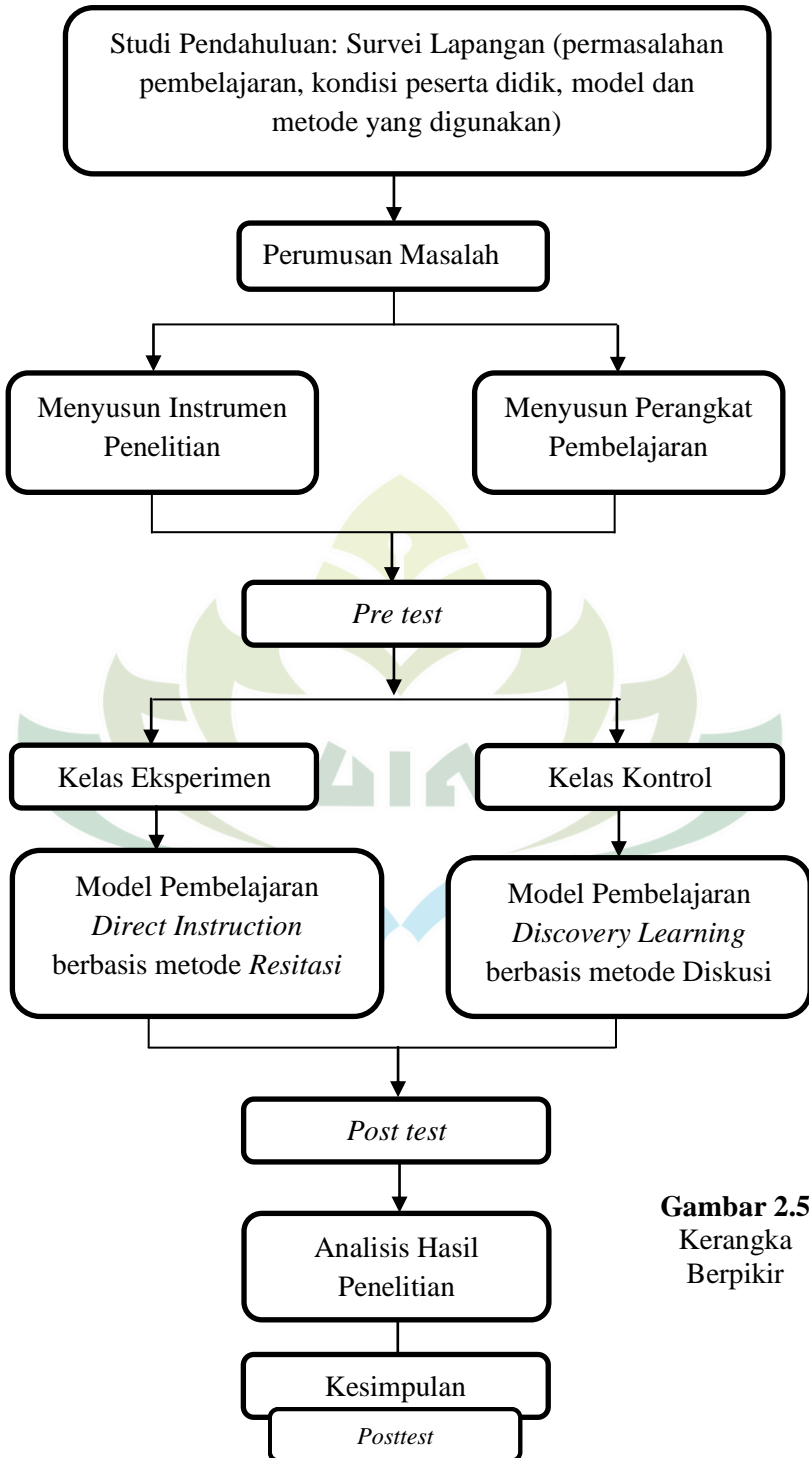 Studi Pendahuluan: Survei Lapangan (permasalahan
pembelajaran, kondisi peserta didik, model dan
metode yang digunakan)
Perumusan Masalah
Menyusun Instrumen
Penelitian
Menyusun Perangkat
Pembelajaran
Pre test
Kelas Eksperimen
Kelas Kontrol
Model Pembelajaran
Direct Instruction
berbasis metode Resitasi
Model Pembelajaran
Discovery Learning
berbasis metode Diskusi
Post test
Analisis Hasil
Penelitian
Gambar 2.5
Kerangka
Berpikir
Kesimpulan
Posttest